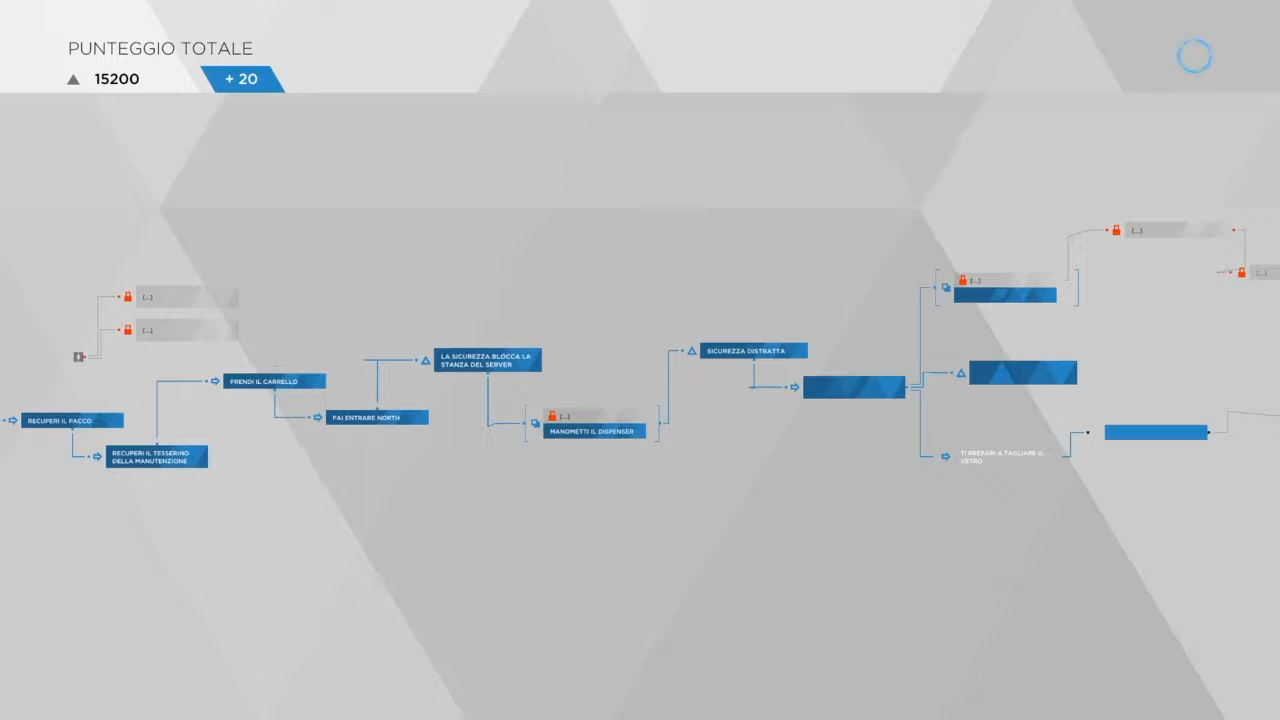 PUNTEGGIO TOTALE
15200
+ 20
[...]
[...]
[...]
[...]
[...]
LA SICUREZZA BLOCCA LA
STANZA DEL SERVER
SICUREZZA DISTRATTA
PRENDI IL CARRELLO
FAI ENTRARE NORTH
[...]
MANOMETTI IL DISPENSER
RECUPERI IL PACCO
RECUPERI IL TESSERINO
DELLA MANUTENZIONE
TI PREPARI A TAGLIARE IL
VETRO